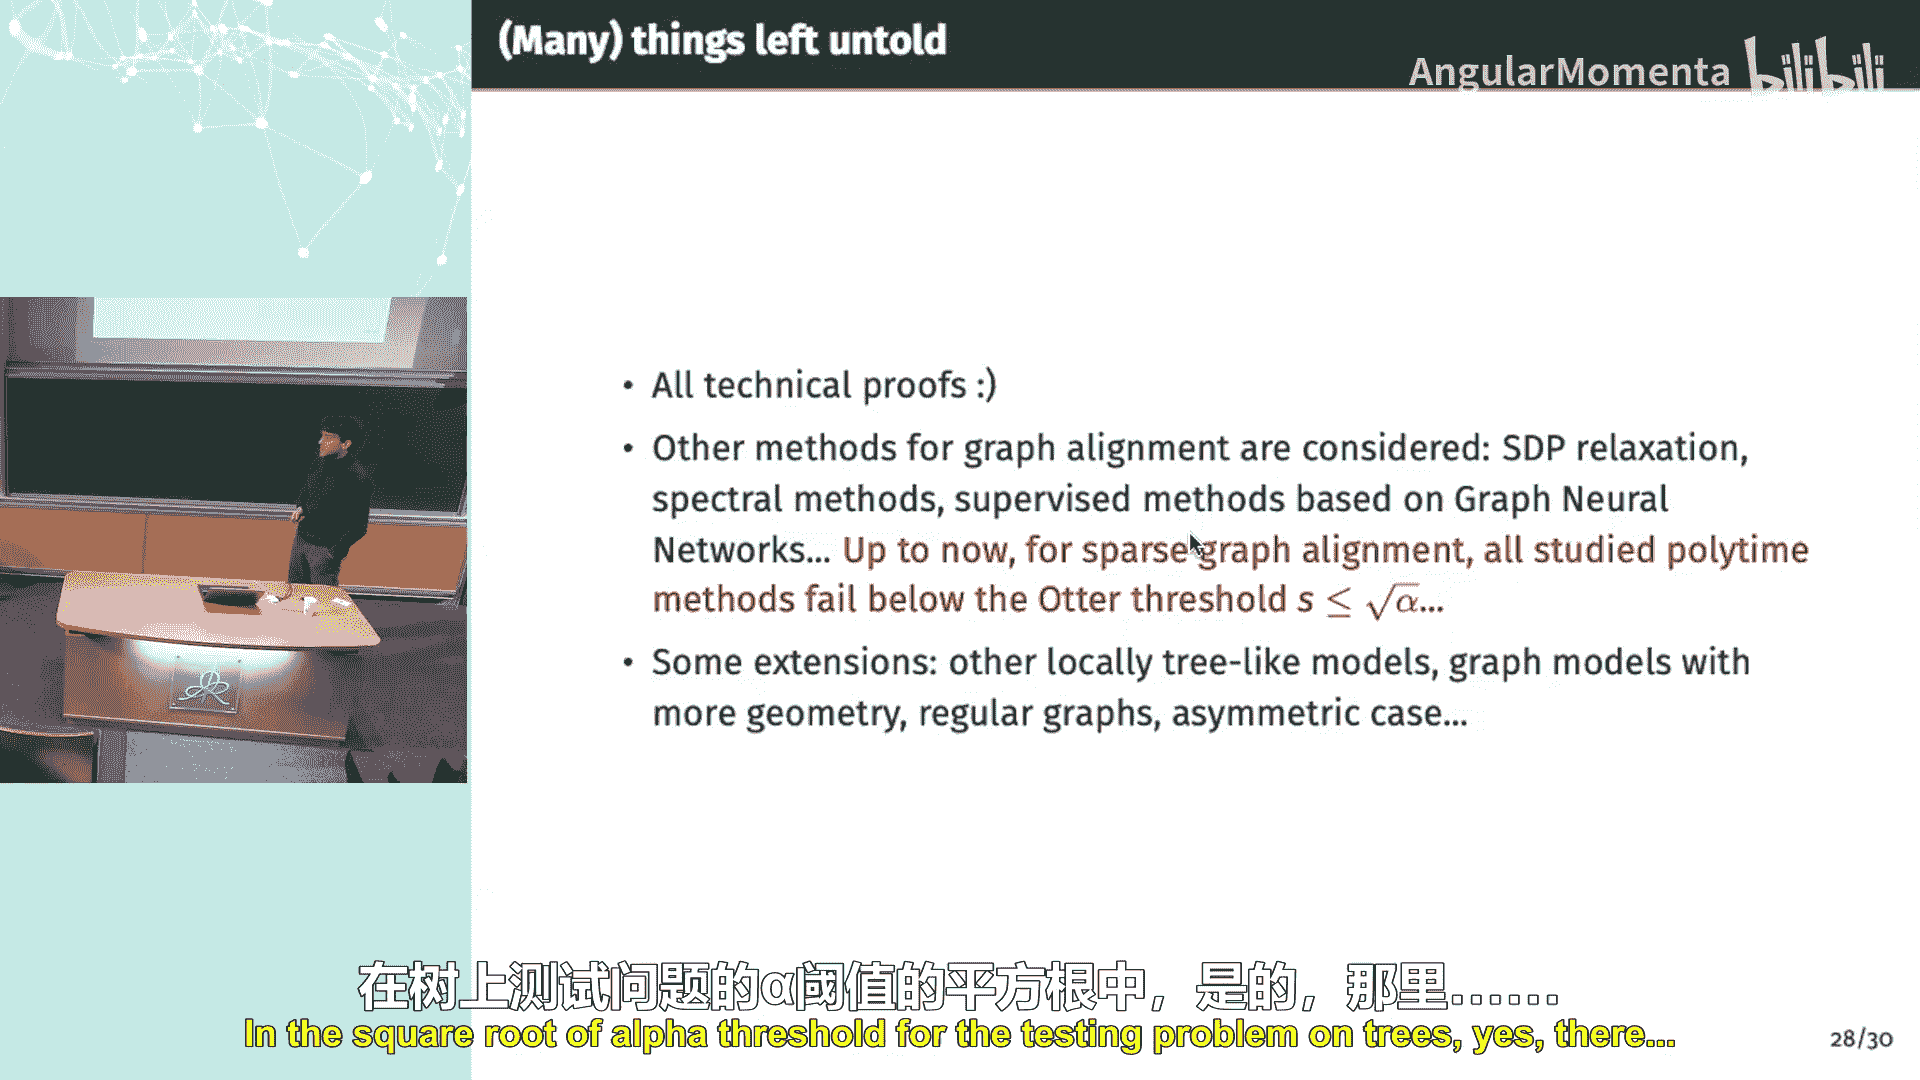 (Many) things left untold
AngularMomenta bilibili
• All technical proofs :)
• Other methods for graph alignment are considered: SDP relaxation,
spectral methods, supervised methods based on Graph Neural
Networks... Up to now, for sparse graph alignment, all studied polytime
methods fail below the Otter threshold s ≤ √α...
• Some extensions: other locally tree-like models, graph models with
more geometry, regular graphs, asymmetric case...
在树上测试问题的α阈值的平方根中，是的，那里……
In the square root of alpha threshold for the testing problem on trees, yes, there...
28/30